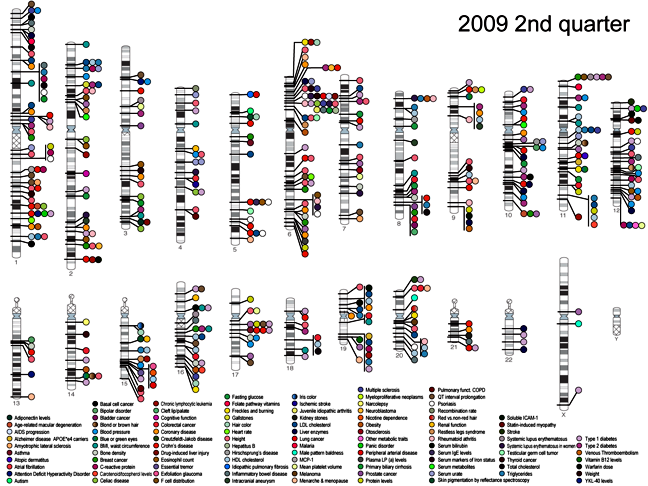 2009 2nd quarter
1
2
3
4
5
6
7
8
9
10
11
12
13
14
15
16
17
18
19
20
21
22
X
Y
Adiponectin levels
Age-related macular degeneration
AIDS progression
Alzheimer disease APOE*e4 carriers
Amyotrophic lateral sclerosis
Asthma
Atopic dermatitis
Atrial fibrillation
Attention Deficit Hyperactivity Disorder
Autism
Basal cell cancer
Bipolar disorder
Bladder cancer
Blond or brown hair
Blood pressure
Blue or green eyes
BMI, waist circumference
Bone density
Breast cancer
C-reactive protein
Carotenoid/tocopherol levels
Celiac disease
Chronic lymphocytic leukemia
Cleft lip/palate
Cognitive function
Colorectal cancer
Coronary disease
Creutzfeldt-Jakob disease
Crohn's disease
Drug-induced liver injury
Eosinophil count
Essential tremor
Exfoliation glaucoma
F cell distribution
Fasting glucose
Folate pathway vitamins
Freckles and burning
Gallstones
Hair color
Heart rate
Height
Hepatitis B
Hirschsprung's disease
HDL cholesterol
Idiopathic pulmonary fibrosis
Inflammatory bowel disease
Intracranial aneurysm
Iris color
Ischemic stroke
Juvenile idiopathic arthritis
Kidney stones
LDL cholesterol
Liver enzymes
Lung cancer
Malaria
Male pattern baldness
MCP-1
Mean platelet volume
Melanoma
Menarche & menopause
Multiple sclerosis
Myeloproliferative neoplasms
Narcolepsy
Neuroblastoma
Nicotine dependence
Obesity
Otosclerosis
Other metabolic traits
Panic disorder
Peripheral arterial disease
Plasma LP (a) levels
Prostate cancer
Primary biliary cirrhosis
Protein levels
Pulmonary funct. COPD
QT interval prolongation
Psoriasis
Recombination rate
Red vs non-red hair
Renal function
Restless legs syndrome
Rheumatoid arthritis
Schizophrenia
Serum bilirubin
Serum IgE levels
Serum markers of iron status
Serum metabolites
Serum urate
Skin pigmentation by reflectance spectroscopy
Soluble ICAM-1
Statin-induced myopathy
Stroke
Systemic lupus erythematosus
Systemic lupus erythematosus in women
Testicular germ cell tumor
Thyroid cancer
Total cholesterol
Triglycerides
Type 1 diabetes
Type 2 diabetes
Venous Thromboembolism
Vitamin B12 levels
Warfarin dose
Weight
YKL-40 levels